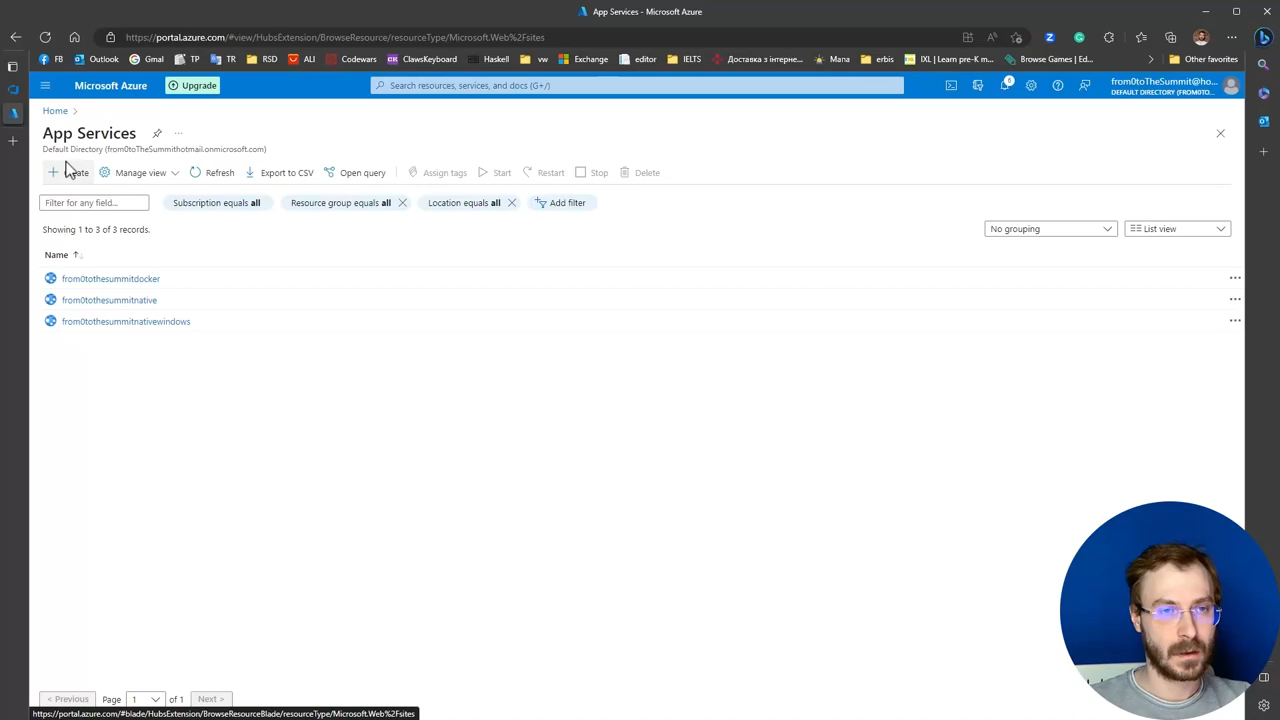 App Services - Microsoft Azure
https://portal.azure.com/#view/HubsExtension/BrowseResource/resourceType/Microsoft.Web%2Fsites
FB Outlook Gmal TP TR RSD ALI Codewars ClawsKeyboard Haskell vw Exchange editor IELTS Доставка з інтерне... Мапа erbis IXL | Learn pre-K m... Browse Games | Ed... Other favorites
Microsoft Azure Upgrade Search resources, services, and docs (G+/) 6 from0toTheSummit@ho...
DEFAULT DIRECTORY (FROM0TO...
Home >
App Services ...
Default Directory (from0toTheSummithotmail.onmicrosoft.com)
+ Manage view Refresh Export to CSV Open query Assign tags Start Restart Stop Delete
Filter for any field... Subscription equals all Resource group equals all Location equals all Add filter
Showing 1 to 3 of 3 records. No grouping List view
Name ↑↓
from0tothesummitdocker ...
from0tothesummitnative ...
from0tothesummitnativewindows ...
< Previous Page 1 of 1 Next >
https://portal.azure.com/#blade/HubsExtension/BrowseResourceBlade/resourceType/Microsoft.Web%2Fsites